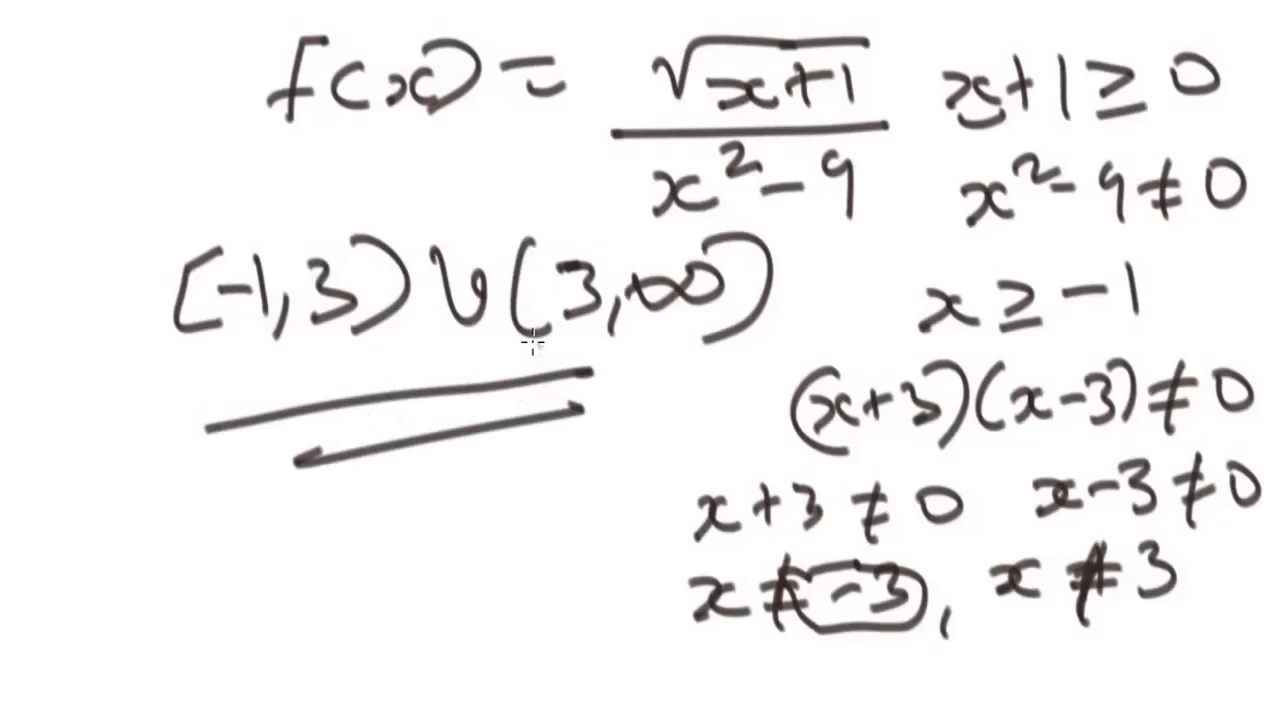 f(x) = √(x+1) / (x² - 9)
x+1 ≥ 0
x² - 9 ≠ 0
[-1, 3) ∪ (3, ∞)
x ≥ -1
(x+3)(x-3) ≠ 0
x+3 ≠ 0 x-3 ≠ 0
x ≠ -3, x ≠ 3